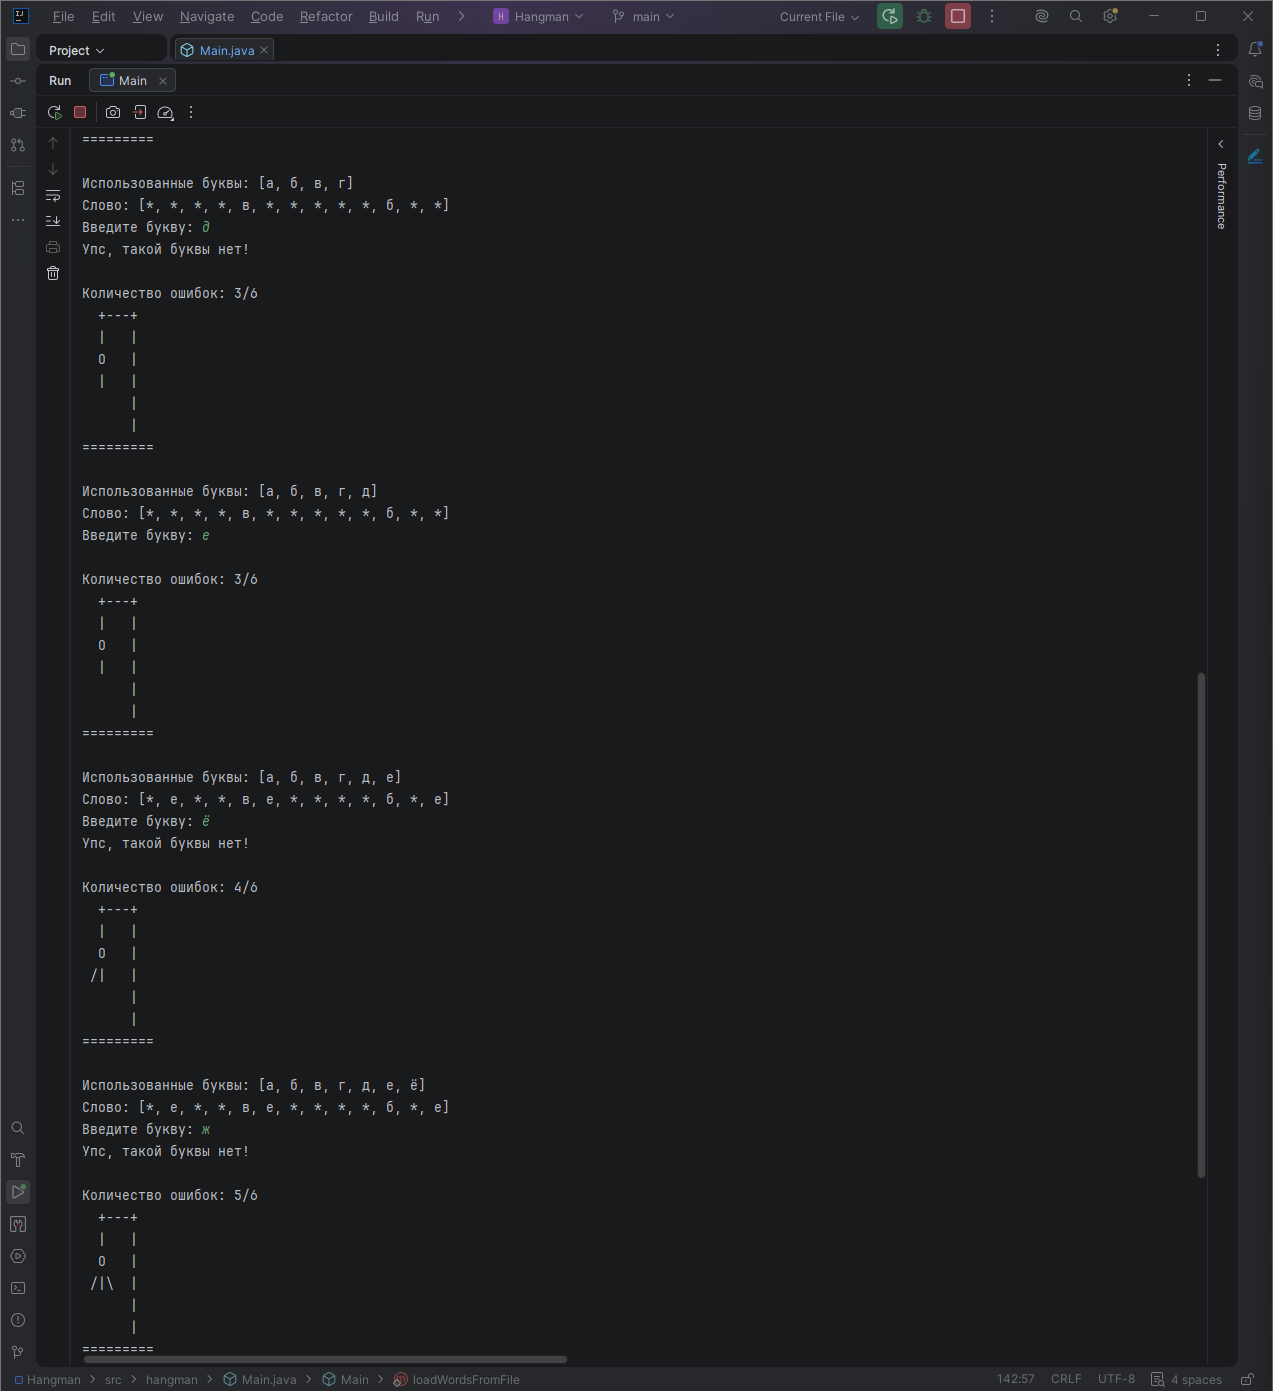 File Edit View Navigate Code Refactor Build Run H Hangman main Current File
Project Main.java
Run Main
=========
Использованные буквы: [а, б, в, г]
Слово: [*, *, *, *, в, *, *, *, *, *, б, *, *]
Введите букву: д
Упс, такой буквы нет!
Количество ошибок: 3/6
  +---+
  |   |
  O   |
  |   |
      |
      |
=========
Использованные буквы: [а, б, в, г, д]
Слово: [*, *, *, *, в, *, *, *, *, *, б, *, *]
Введите букву: е
Количество ошибок: 3/6
  +---+
  |   |
  O   |
  |   |
      |
      |
=========
Использованные буквы: [а, б, в, г, д, е]
Слово: [*, е, *, *, в, е, *, *, *, *, б, *, е]
Введите букву: ё
Упс, такой буквы нет!
Количество ошибок: 4/6
  +---+
  |   |
  O   |
 /|   |
      |
      |
=========
Использованные буквы: [а, б, в, г, д, е, ё]
Слово: [*, е, *, *, в, е, *, *, *, *, б, *, е]
Введите букву: ж
Упс, такой буквы нет!
Количество ошибок: 5/6
  +---+
  |   |
  O   |
 /|\  |
      |
      |
=========
Performance
Hangman > src > hangman > Main.java > Main > loadWordsFromFile 142:57 CRLF UTF-8 4 spaces